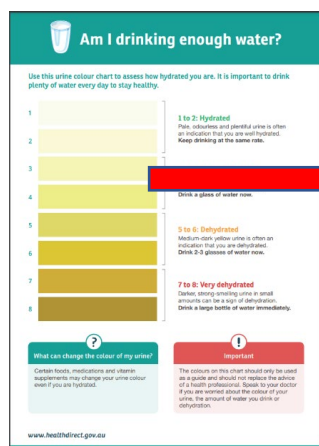 Am I drinking enough water?
Use this urine colour chart to assess how hydrated you are. It is important to drink
plenty of water every day to stay healthy.
1
2
3
4
5
6
7
8
1 to 2: Hydrated
Pale, odourless and plentiful urine is often
an indication that you are well hydrated.
Keep drinking at the same rate.
Drink a glass of water now.
5 to 6: Dehydrated
Medium-dark yellow urine is often an
indication that you are dehydrated.
Drink 2-3 glasses of water now.
7 to 8: Very dehydrated
Darker, strong-smelling urine in small
amounts can be a sign of dehydration.
Drink a large bottle of water immediately.
?
What can change the colour of my urine?
Certain foods, medications and vitamin
supplements may change your urine colour
even if you are hydrated.
!
Important
The colours on this chart should only be used
as a guide and should not replace the advice
of a health professional. Speak to your doctor
if you are worried about the colour of your
urine, the amount of water you drink or
dehydration.
www.healthdirect.gov.au